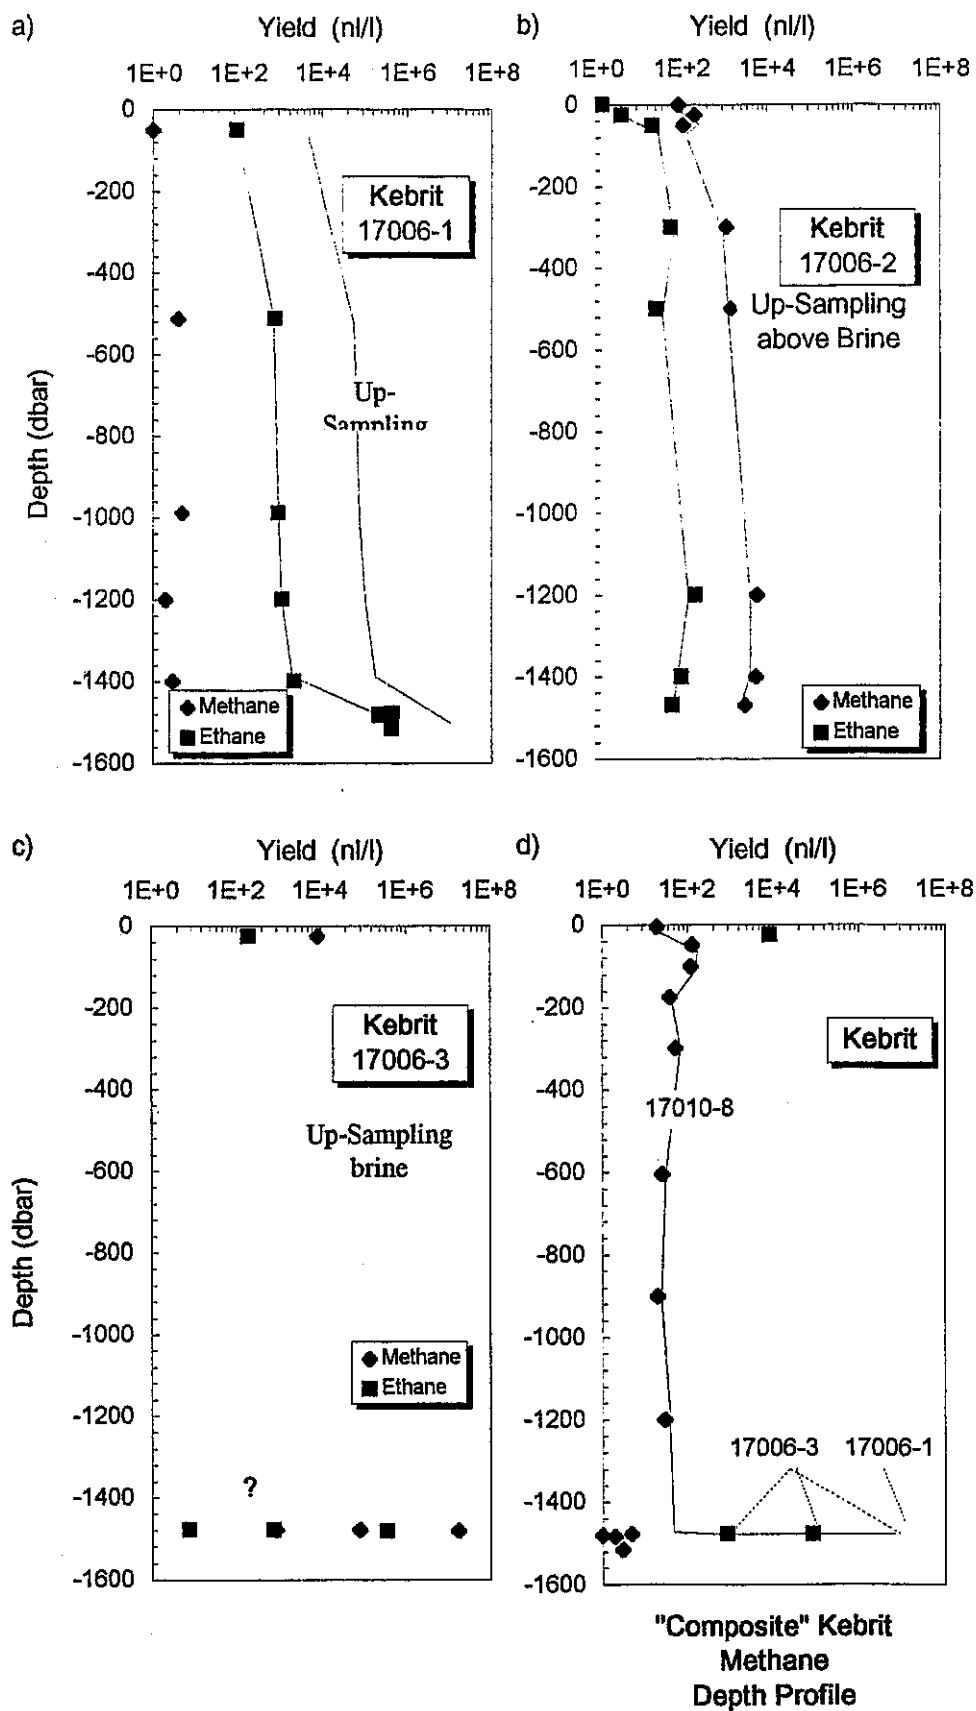 a)
Yield (nl/l)
1E+0 1E+2 1E+4 1E+6 1E+8
0
-200
-400
-600
-800
-1000
-1200
-1400
-1600
Depth (dbar)
Kebrit
17006-1
Up-
Sampling
Methane
Ethane
b)
Yield (nl/l)
1E+0 1E+2 1E+4 1E+6 1E+8
0
-200
-400
-600
-800
-1000
-1200
-1400
-1600
Kebrit
17006-2
Up-Sampling
above Brine
Methane
Ethane
c)
Yield (nl/l)
1E+0 1E+2 1E+4 1E+6 1E+8
0
-200
-400
-600
-800
-1000
-1200
-1400
-1600
Depth (dbar)
Kebrit
17006-3
Up-Sampling
brine
Methane
Ethane
?
d)
Yield (nl/l)
1E+0 1E+2 1E+4 1E+6 1E+8
0
-200
-400
-600
-800
-1000
-1200
-1400
-1600
Kebrit
17010-8
17006-3 17006-1
"Composite" Kebrit
Methane
Depth Profile